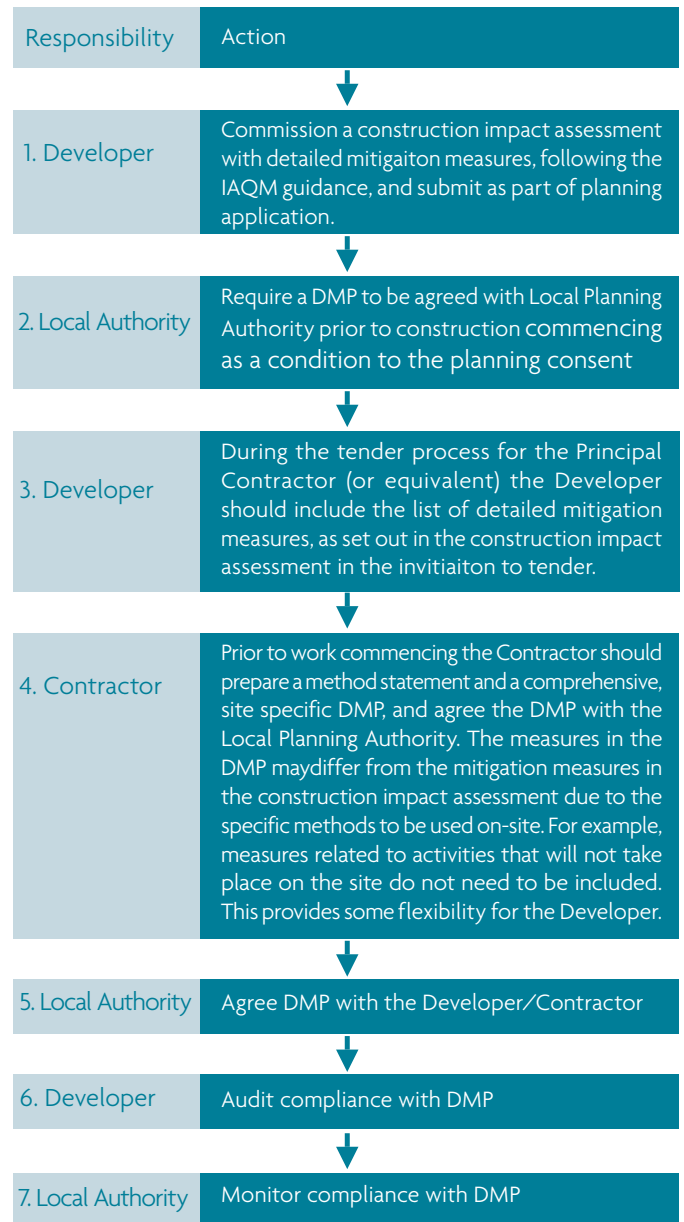 Responsibility
Action
1. Developer
Commission a construction impact assessment
with detailed mitigaiton measures, following the
IAQM guidance, and submit as part of planning
application.
2. Local Authority
Require a DMP to be agreed with Local Planning
Authority prior to construction commencing
as a condition to the planning consent
3. Developer
During the tender process for the Principal
Contractor (or equivalent) the Developer
should include the list of detailed mitigation
measures, as set out in the construction impact
assessment in the invitiaiton to tender.
4. Contractor
Prior to work commencing the Contractor should
prepare a method statement and a comprehensive,
site specific DMP, and agree the DMP with the
Local Planning Authority. The measures in the
DMP maydiffer from the mitigation measures in
the construction impact assessment due to the
specific methods to be used on-site. For example,
measures related to activities that will not take
place on the site do not need to be included.
This provides some flexibility for the Developer.
5. Local Authority
Agree DMP with the Developer/Contractor
6. Developer
Audit compliance with DMP
7. Local Authority
Monitor compliance with DMP